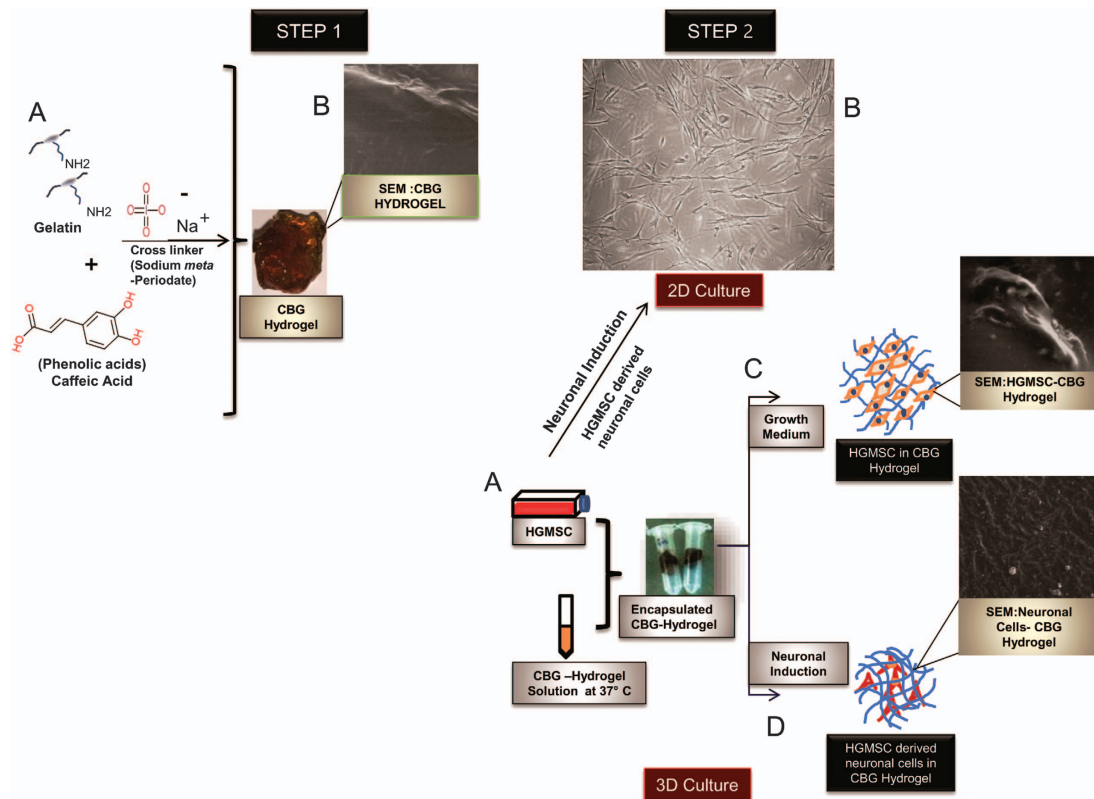 STEP 1
A
NH2
NH2
Gelatin
+
O
O
O
O
I
-
Na+
Cross linker
(Sodium meta
-Periodate)
O
HO
OH
OH
(Phenolic acids)
Caffeic Acid
B
SEM :CBG
HYDROGEL
CBG
Hydrogel
STEP 2
B
2D Culture
Neuronal Induction
HGMSC derived
neuronal cells
A
HGMSC
CBG –Hydrogel
Solution at 37° C
Encapsulated
CBG-Hydrogel
C
Growth
Medium
HGMSC in CBG
Hydrogel
SEM:HGMSC-CBG
Hydrogel
Neuronal
Induction
D
HGMSC derived
neuronal cells in
CBG Hydrogel
SEM:Neuronal
Cells- CBG
Hydrogel
3D Culture